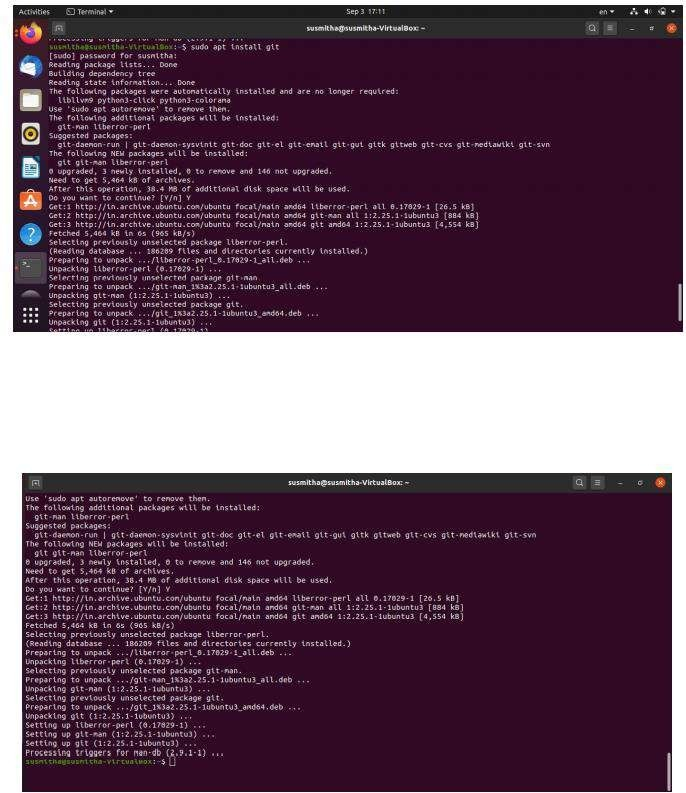 Activities Terminal Sep 3 17:11 en
susmitha@susmitha-VirtualBox: ~
Processing triggers for man-db (2.9.1-1) ...
susmitha@susmitha-VirtualBox:~$ sudo apt install git
[sudo] password for susmitha:
Reading package lists... Done
Building dependency tree
Reading state information... Done
The following packages were automatically installed and are no longer required:
libllvm9 python3-click python3-colorama
Use 'sudo apt autoremove' to remove them.
The following additional packages will be installed:
git-man liberror-perl
Suggested packages:
git-daemon-run | git-daemon-sysvinit git-doc git-el git-email git-gui gitk gitweb git-cvs git-mediawiki git-svn
The following NEW packages will be installed:
git git-man liberror-perl
0 upgraded, 3 newly installed, 0 to remove and 146 not upgraded.
Need to get 5,464 kB of archives.
After this operation, 38.4 MB of additional disk space will be used.
Do you want to continue? [Y/n] Y
Get:1 http://in.archive.ubuntu.com/ubuntu focal/main amd64 liberror-perl all 0.17029-1 [26.5 kB]
Get:2 http://in.archive.ubuntu.com/ubuntu focal/main amd64 git-man all 1:2.25.1-1ubuntu3 [884 kB]
Get:3 http://in.archive.ubuntu.com/ubuntu focal/main amd64 git amd64 1:2.25.1-1ubuntu3 [4,554 kB]
Fetched 5,464 kB in 6s (965 kB/s)
Selecting previously unselected package liberror-perl.
(Reading database ... 186209 files and directories currently installed.)
Preparing to unpack .../liberror-perl_0.17029-1_all.deb ...
Unpacking liberror-perl (0.17029-1) ...
Selecting previously unselected package git-man.
Preparing to unpack .../git-man_1%3a2.25.1-1ubuntu3_all.deb ...
Unpacking git-man (1:2.25.1-1ubuntu3) ...
Selecting previously unselected package git.
Preparing to unpack .../git_1%3a2.25.1-1ubuntu3_amd64.deb ...
Unpacking git (1:2.25.1-1ubuntu3) ...
Setting up liberror-perl (0.17029-1)
susmitha@susmitha-VirtualBox: ~
Use 'sudo apt autoremove' to remove them.
The following additional packages will be installed:
git-man liberror-perl
Suggested packages:
git-daemon-run | git-daemon-sysvinit git-doc git-el git-email git-gui gitk gitweb git-cvs git-mediawiki git-svn
The following NEW packages will be installed:
git git-man liberror-perl
0 upgraded, 3 newly installed, 0 to remove and 146 not upgraded.
Need to get 5,464 kB of archives.
After this operation, 38.4 MB of additional disk space will be used.
Do you want to continue? [Y/n] Y
Get:1 http://in.archive.ubuntu.com/ubuntu focal/main amd64 liberror-perl all 0.17029-1 [26.5 kB]
Get:2 http://in.archive.ubuntu.com/ubuntu focal/main amd64 git-man all 1:2.25.1-1ubuntu3 [884 kB]
Get:3 http://in.archive.ubuntu.com/ubuntu focal/main amd64 git amd64 1:2.25.1-1ubuntu3 [4,554 kB]
Fetched 5,464 kB in 6s (965 kB/s)
Selecting previously unselected package liberror-perl.
(Reading database ... 186209 files and directories currently installed.)
Preparing to unpack .../liberror-perl_0.17029-1_all.deb ...
Unpacking liberror-perl (0.17029-1) ...
Selecting previously unselected package git-man.
Preparing to unpack .../git-man_1%3a2.25.1-1ubuntu3_all.deb ...
Unpacking git-man (1:2.25.1-1ubuntu3) ...
Selecting previously unselected package git.
Preparing to unpack .../git_1%3a2.25.1-1ubuntu3_amd64.deb ...
Unpacking git (1:2.25.1-1ubuntu3) ...
Setting up liberror-perl (0.17029-1) ...
Setting up git-man (1:2.25.1-1ubuntu3) ...
Setting up git (1:2.25.1-1ubuntu3) ...
Processing triggers for man-db (2.9.1-1) ...
susmitha@susmitha-VirtualBox:~$